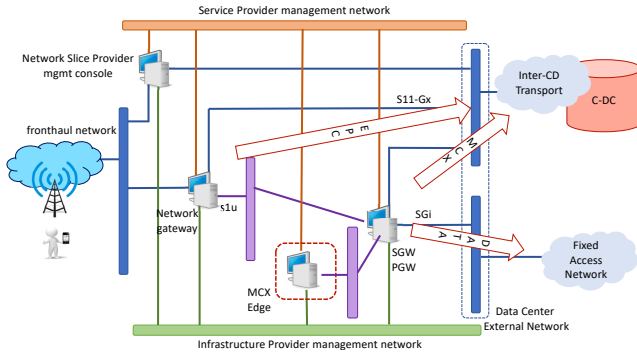 Service Provider management network
Network Slice Provider
mgmt console
Inter-CD
Transport
C-DC
S11-Gx
fronthaul network
EPC
MCX
Network
gateway
s1u
SGi
DATA
SGW
PGW
Fixed
Access
Network
MCX
Edge
Data Center
External Network
Infrastructure Provider management network